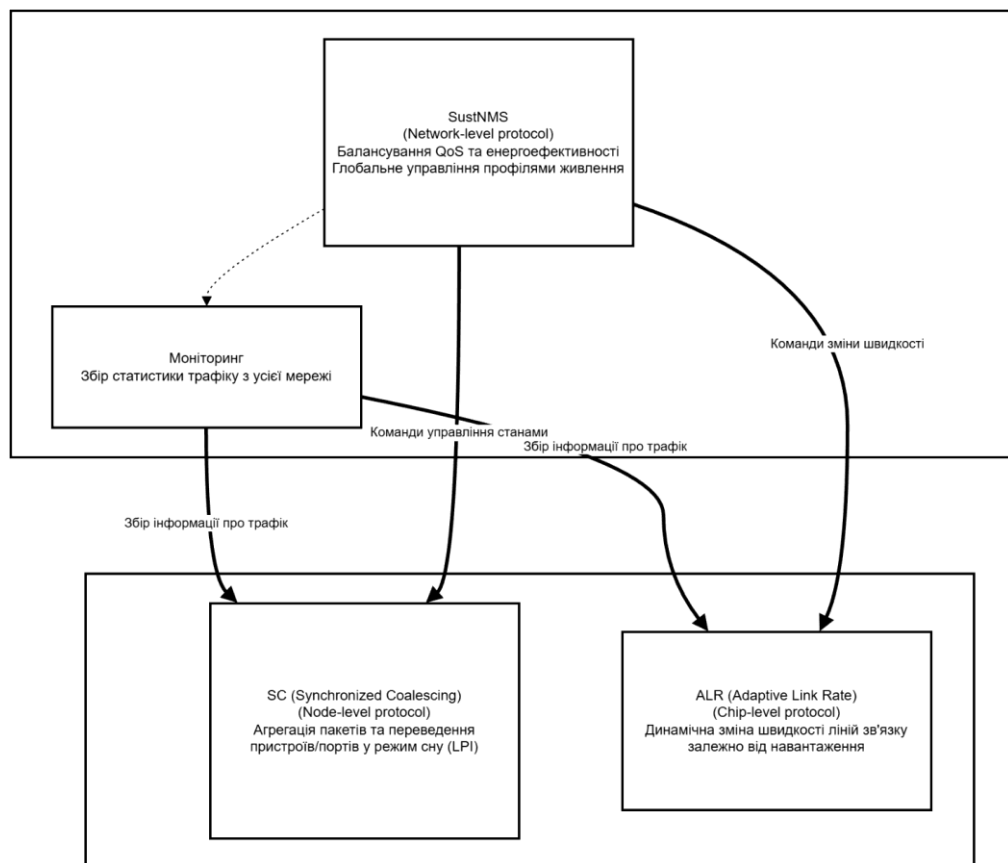 SustNMS
(Network-level protocol)
Балансування QoS та енергоефективності
Глобальне управління профілями живлення
Моніторинг
Збір статистики трафіку з усієї мережі
Команди зміни швидкості
Команди управління станами
Збір інформації про трафік
Збір інформації про трафік
SC (Synchronized Coalescing)
(Node-level protocol)
Агрегація пакетів та переведення
пристроїв/портів у режим сну (LPI)
ALR (Adaptive Link Rate)
(Chip-level protocol)
Динамічна зміна швидкості ліній зв'язку
залежно від навантаження